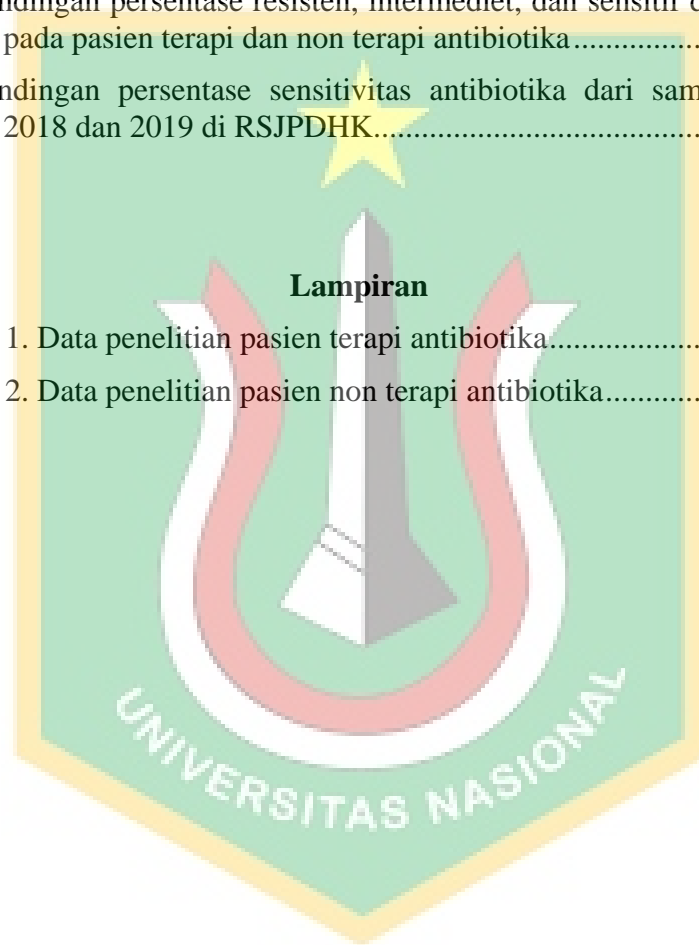 ndingan persentase resisten, intermediet, dan sensitif
pada pasien terapi dan non terapi antibiotika....................
ndingan persentase sensitivitas antibiotika dari sam
2018 dan 2019 di RSJPDHK..........................................
Lampiran
1. Data penelitian pasien terapi antibiotika...................
2. Data penelitian pasien non terapi antibiotika............
UNIVERSITAS NASIONAL